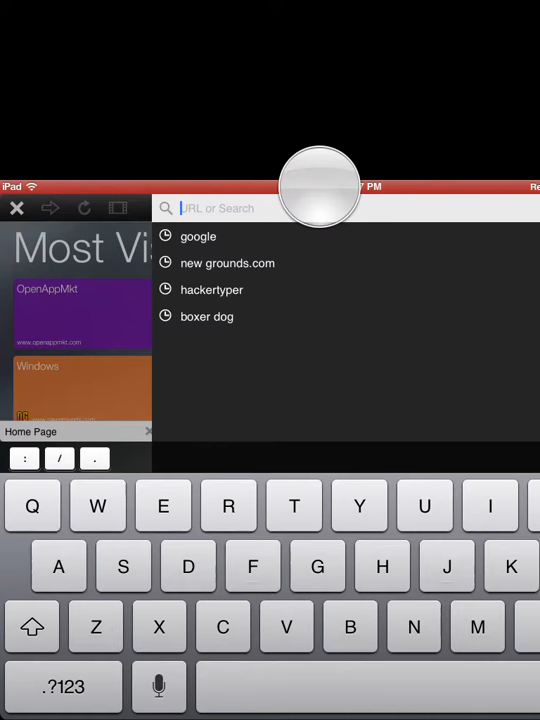 iPad
7 PM
URL or Search
Most Vis
google
new grounds.com
OpenAppMkt
hackertyper
boxer dog
www.openappmkt.com
Windows
Home Page
: / .
Q W E R T Y U I
A S D F G H J K
Z X C V B N M
.?123